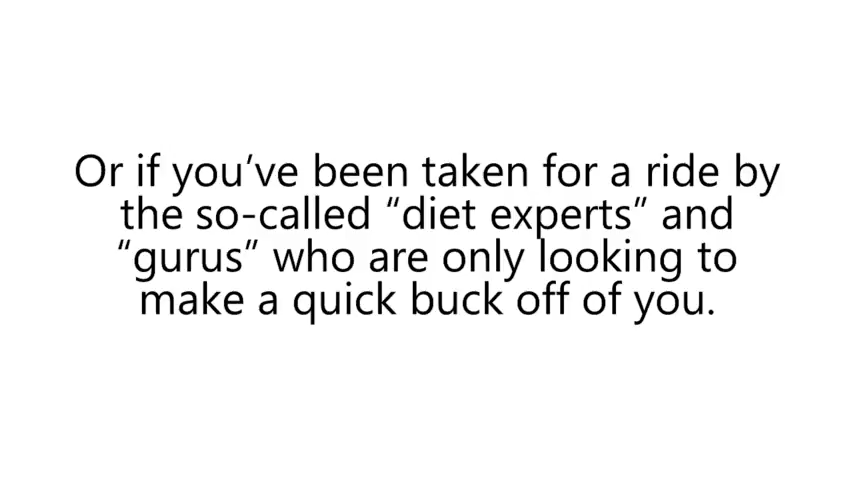 Or if you’ve been taken for a ride by
the so-called “diet experts” and
“gurus” who are only looking to
make a quick buck off of you.